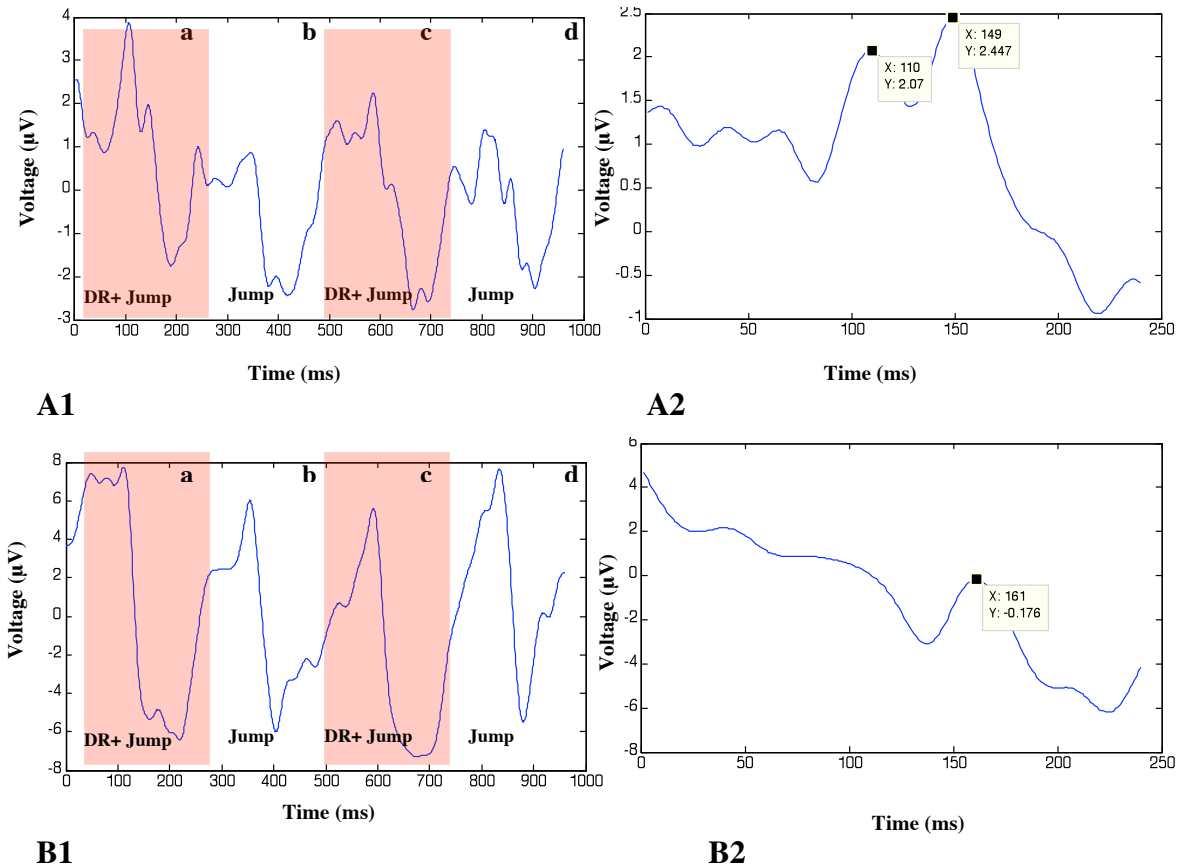 4
3
2
1
0
-1
-2
-3
Voltage (µV)
a
b
c
d
DR+ Jump
Jump
DR+ Jump
Jump
0 100 200 300 400 500 600 700 800 900 1000
Time (ms)
A1
2.5
2
1.5
1
0.5
0
-0.5
-1
Voltage (µV)
X: 110
Y: 2.07
X: 149
Y: 2.447
0 50 100 150 200 250
Time (ms)
A2
8
6
4
2
0
-2
-4
-6
-8
Voltage (µV)
a
b
c
d
DR+ Jump
Jump
DR+ Jump
Jump
0 100 200 300 400 500 600 700 800 900 1000
Time (ms)
B1
6
4
2
0
-2
-4
-6
-8
Voltage (µV)
X: 161
Y: -0.176
0 50 100 150 200 250
Time (ms)
B2